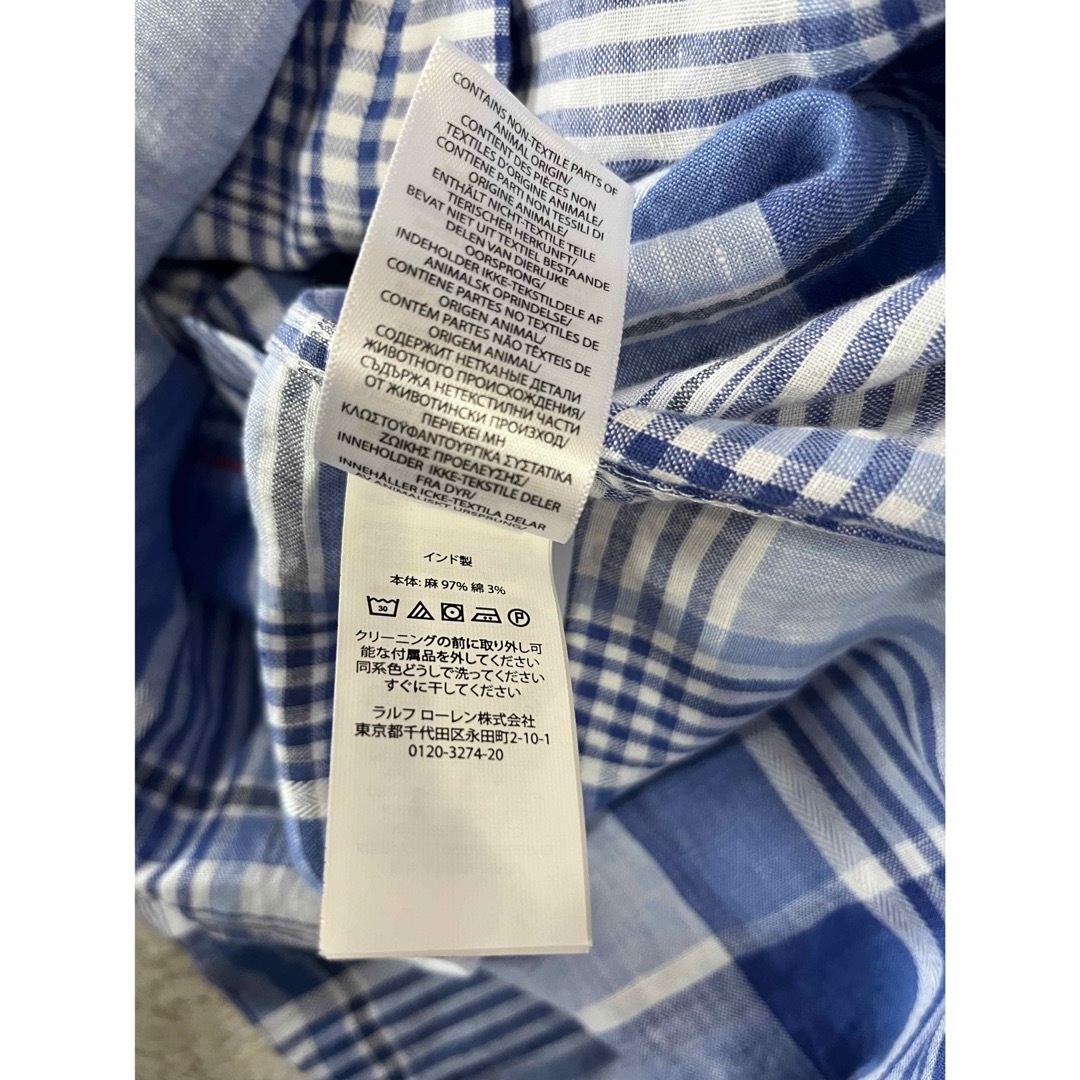 CONTAINS NON-TEXTILE PARTS OF
ANIMAL ORIGIN/
CONTIENT DES PIÈCES NON
TEXTILES D'ORIGINE ANIMALE/
CONTIENE PARTI NON TESSILI DI
ORIGINE ANIMALE/
ENTHÄLT NICHT-TEXTILE TEILE
TIERISCHER HERKUNFT/
BEVAT NIET UIT TEXTIEL BESTAANDE
DELEN VAN DIERLIJKE
OORSPRONG/
INDEHOLDER IKKE-TEKSTILDELE AF
ANIMALSK OPRINDELSE/
CONTIENE PARTES NO TEXTILES DE
ORIGEN ANIMAL/
CONTÉM PARTES NÃO TÊXTEIS DE
ORIGEM ANIMAL/
СОДЕРЖИТ НЕТКАНЫЕ ДЕТАЛИ
ЖИВОТНОГО ПРОИСХОЖДЕНИЯ/
СЪДЪРЖА НЕТЕКСТИЛНИ ЧАСТИ
ОТ ЖИВОТИНСКИ ПРОИЗХОД/
ΠΕΡΙΕΧΕΙ ΜΗ
ΚΛΩΣΤΟΫΦΑΝΤΟΥΡΓΙΚΑ ΣΥΣΤΑΤΙΚΑ
ΖΩΙΚΗΣ ΠΡΟΕΛΕΥΣΗΣ/
INNEHOLDER IKKE-TEKSTILE DELER
FRA DYR/
INNEHÅLLER ICKE-TEXTILA DELAR
AV ANIMALISKT URSPRUNG/
インド製
本体: 麻 97% 綿 3%
30 P
クリーニングの前に取り外し可
能な付属品を外してください
同系色どうしで洗ってください
すぐに干してください
ラルフ ローレン株式会社
東京都千代田区永田町2-10-1
0120-3274-20